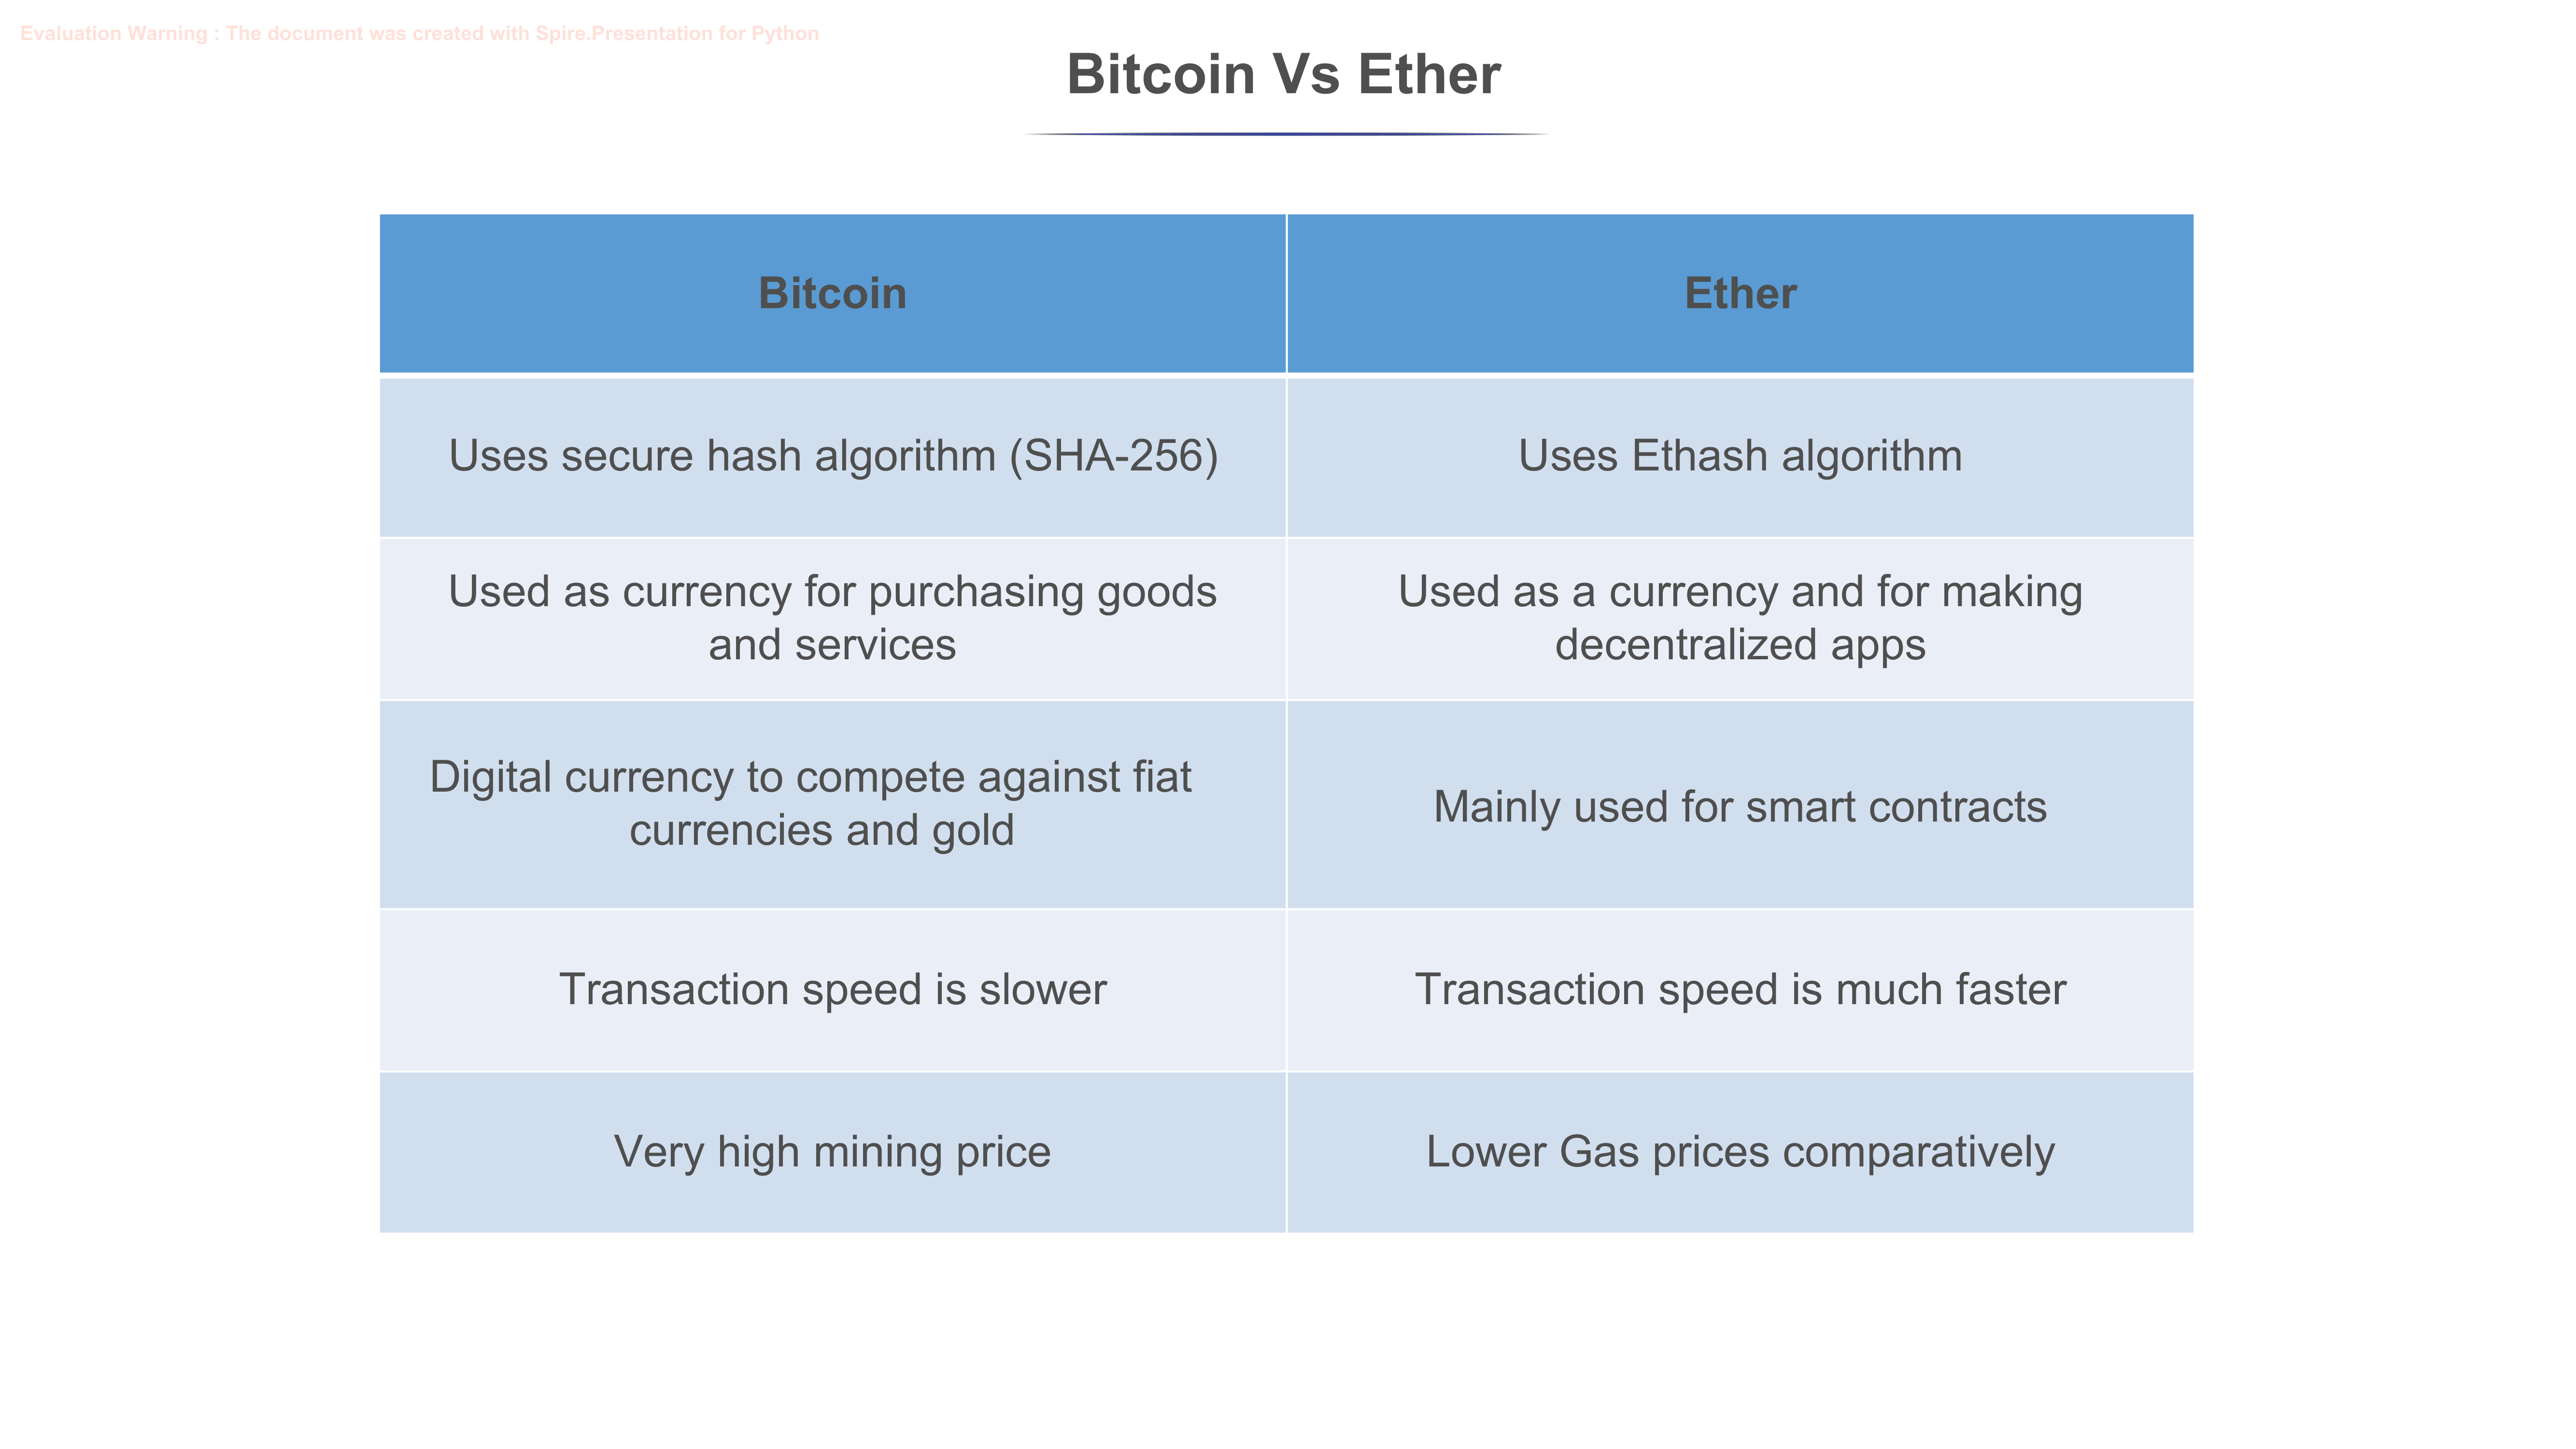 Evaluation Warning : The document was created with Spire.Presentation for Python
Bitcoin Vs Ether
Bitcoin
Ether
Uses secure hash algorithm (SHA-256)
Uses Ethash algorithm
Used as currency for purchasing goods
and services
Used as a currency and for making
decentralized apps
Digital currency to compete against fiat
currencies and gold
Mainly used for smart contracts
Transaction speed is slower
Transaction speed is much faster
Very high mining price
Lower Gas prices comparatively